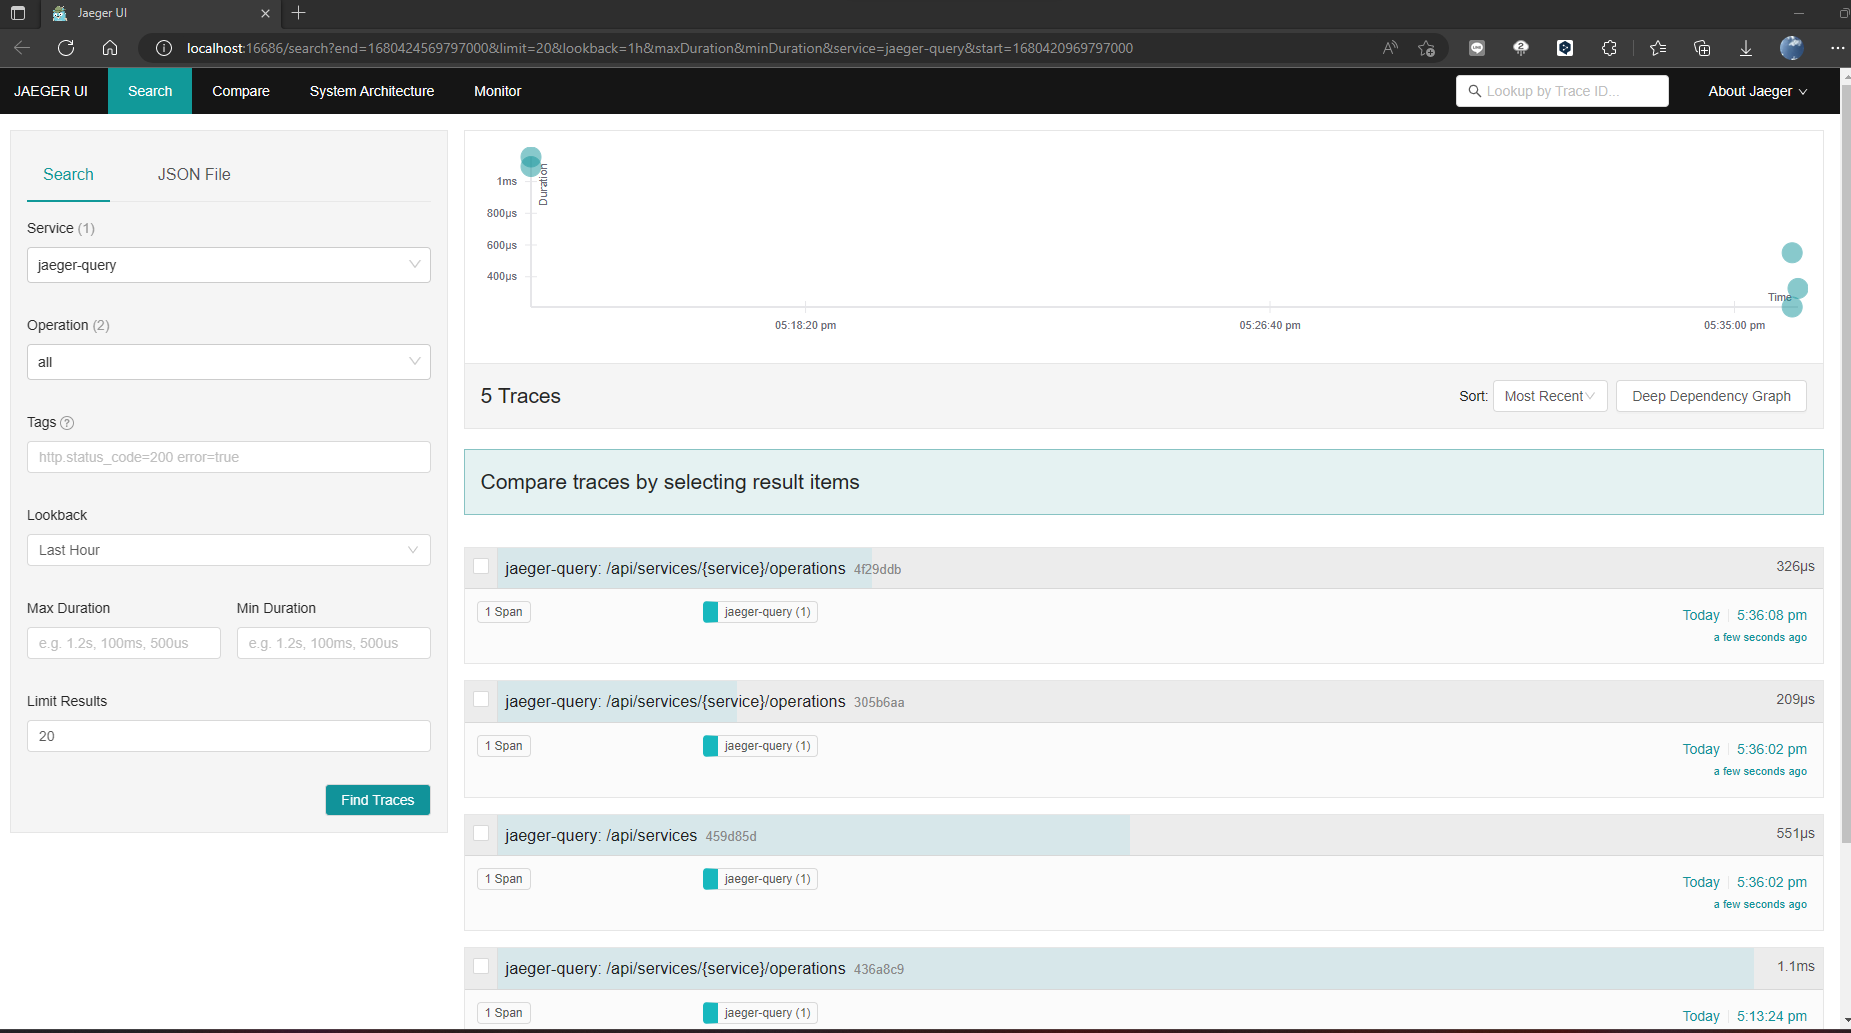 Jaeger UI
localhost:16686/search?end=1680424569797000&limit=20&lookback=1h&maxDuration&minDuration&service=jaeger-query&start=1680420969797000
JAEGER UI Search Compare System Architecture Monitor Lookup by Trace ID... About Jaeger
Search JSON File
Service (1)
jaeger-query
Operation (2)
all
Tags
http.status_code=200 error=true
Lookback
Last Hour
Max Duration Min Duration
e.g. 1.2s, 100ms, 500us e.g. 1.2s, 100ms, 500us
Limit Results
20
Find Traces
Duration
1ms
800µs
600µs
400µs
Time
05:18:20 pm 05:26:40 pm 05:35:00 pm
5 Traces Sort: Most Recent Deep Dependency Graph
Compare traces by selecting result items
jaeger-query: /api/services/{service}/operations 4f29ddb 326µs
1 Span jaeger-query (1) Today 5:36:08 pm
a few seconds ago
jaeger-query: /api/services/{service}/operations 305b6aa 209µs
1 Span jaeger-query (1) Today 5:36:02 pm
a few seconds ago
jaeger-query: /api/services 459d85d 551µs
1 Span jaeger-query (1) Today 5:36:02 pm
a few seconds ago
jaeger-query: /api/services/{service}/operations 436a8c9 1.1ms
1 Span jaeger-query (1) Today 5:13:24 pm